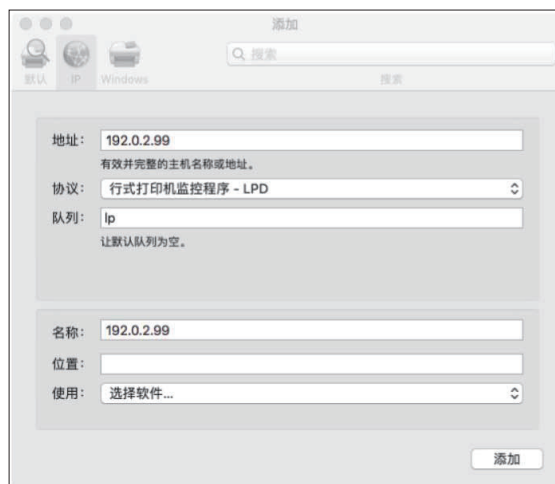 添加
搜索
默认 IP Windows 搜索
地址: 192.0.2.99
有效并完整的主机名称或地址。
协议: 行式打印机监控程序 - LPD
队列: lp
让默认队列为空。
名称: 192.0.2.99
位置:
使用: 选择软件...
添加